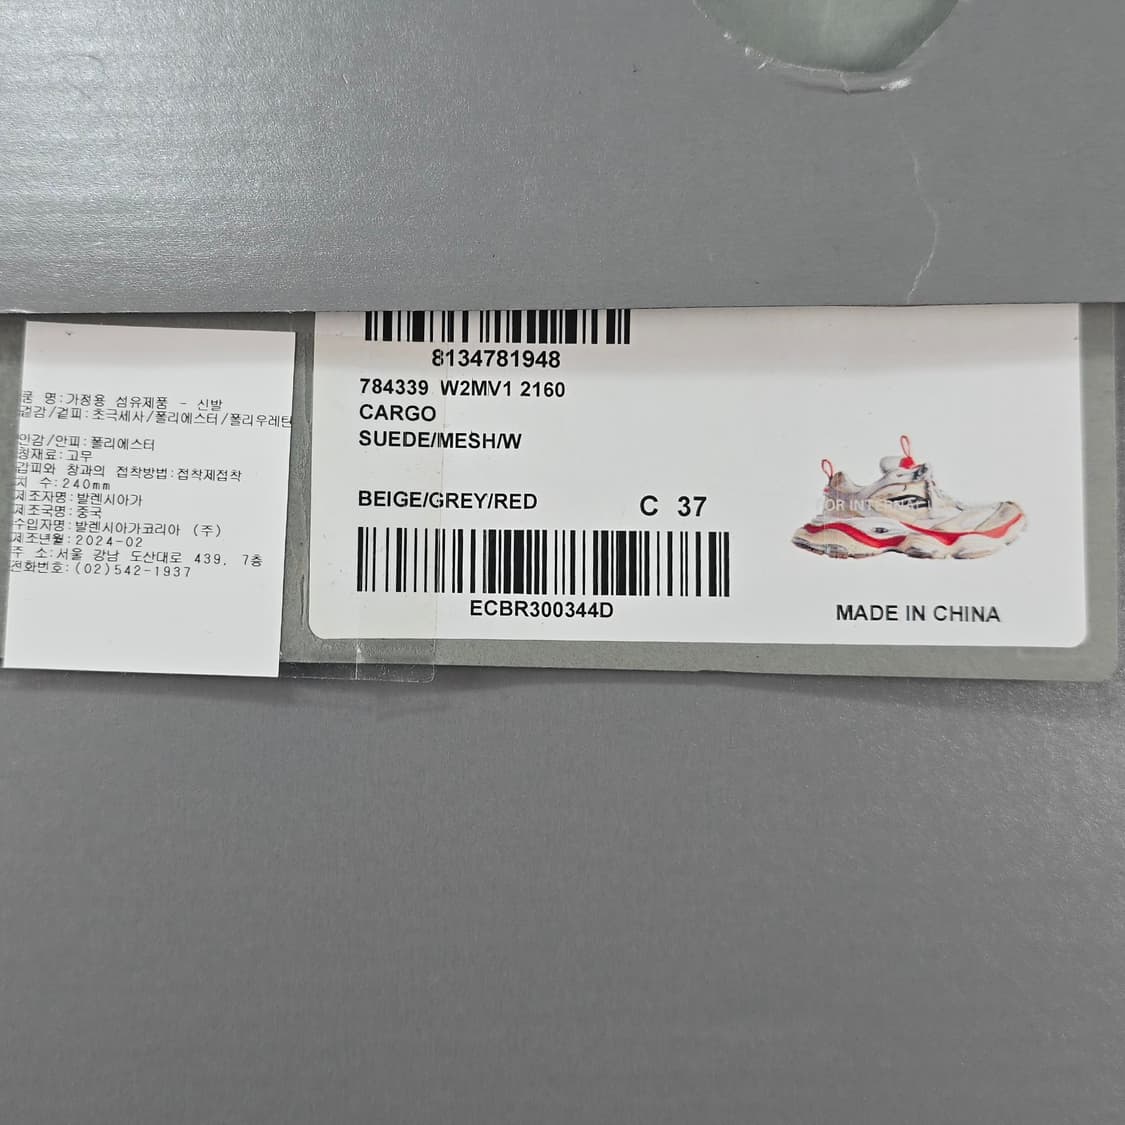 8134781948
784339 W2MV1 2160
CARGO
SUEDE/MESH/W
BEIGE/GREY/RED
C 37
ECBR300344D
MADE IN CHINA
FOR INTERNAL
품 명:가정용 섬유제품 - 신발
겉감/겉피:초극세사/폴리에스터/폴리우레탄
안감/안피:폴리에스터
창재료:고무
갑피와 창과의 접착방법:접착제접착
치 수:240mm
제조자명:발렌시아가
제조국명:중국
수입자명:발렌시아가코리아 (주)
제조년월:2024-02
주 소:서울 강남 도산대로 439, 7층
전화번호:(02)542-1937